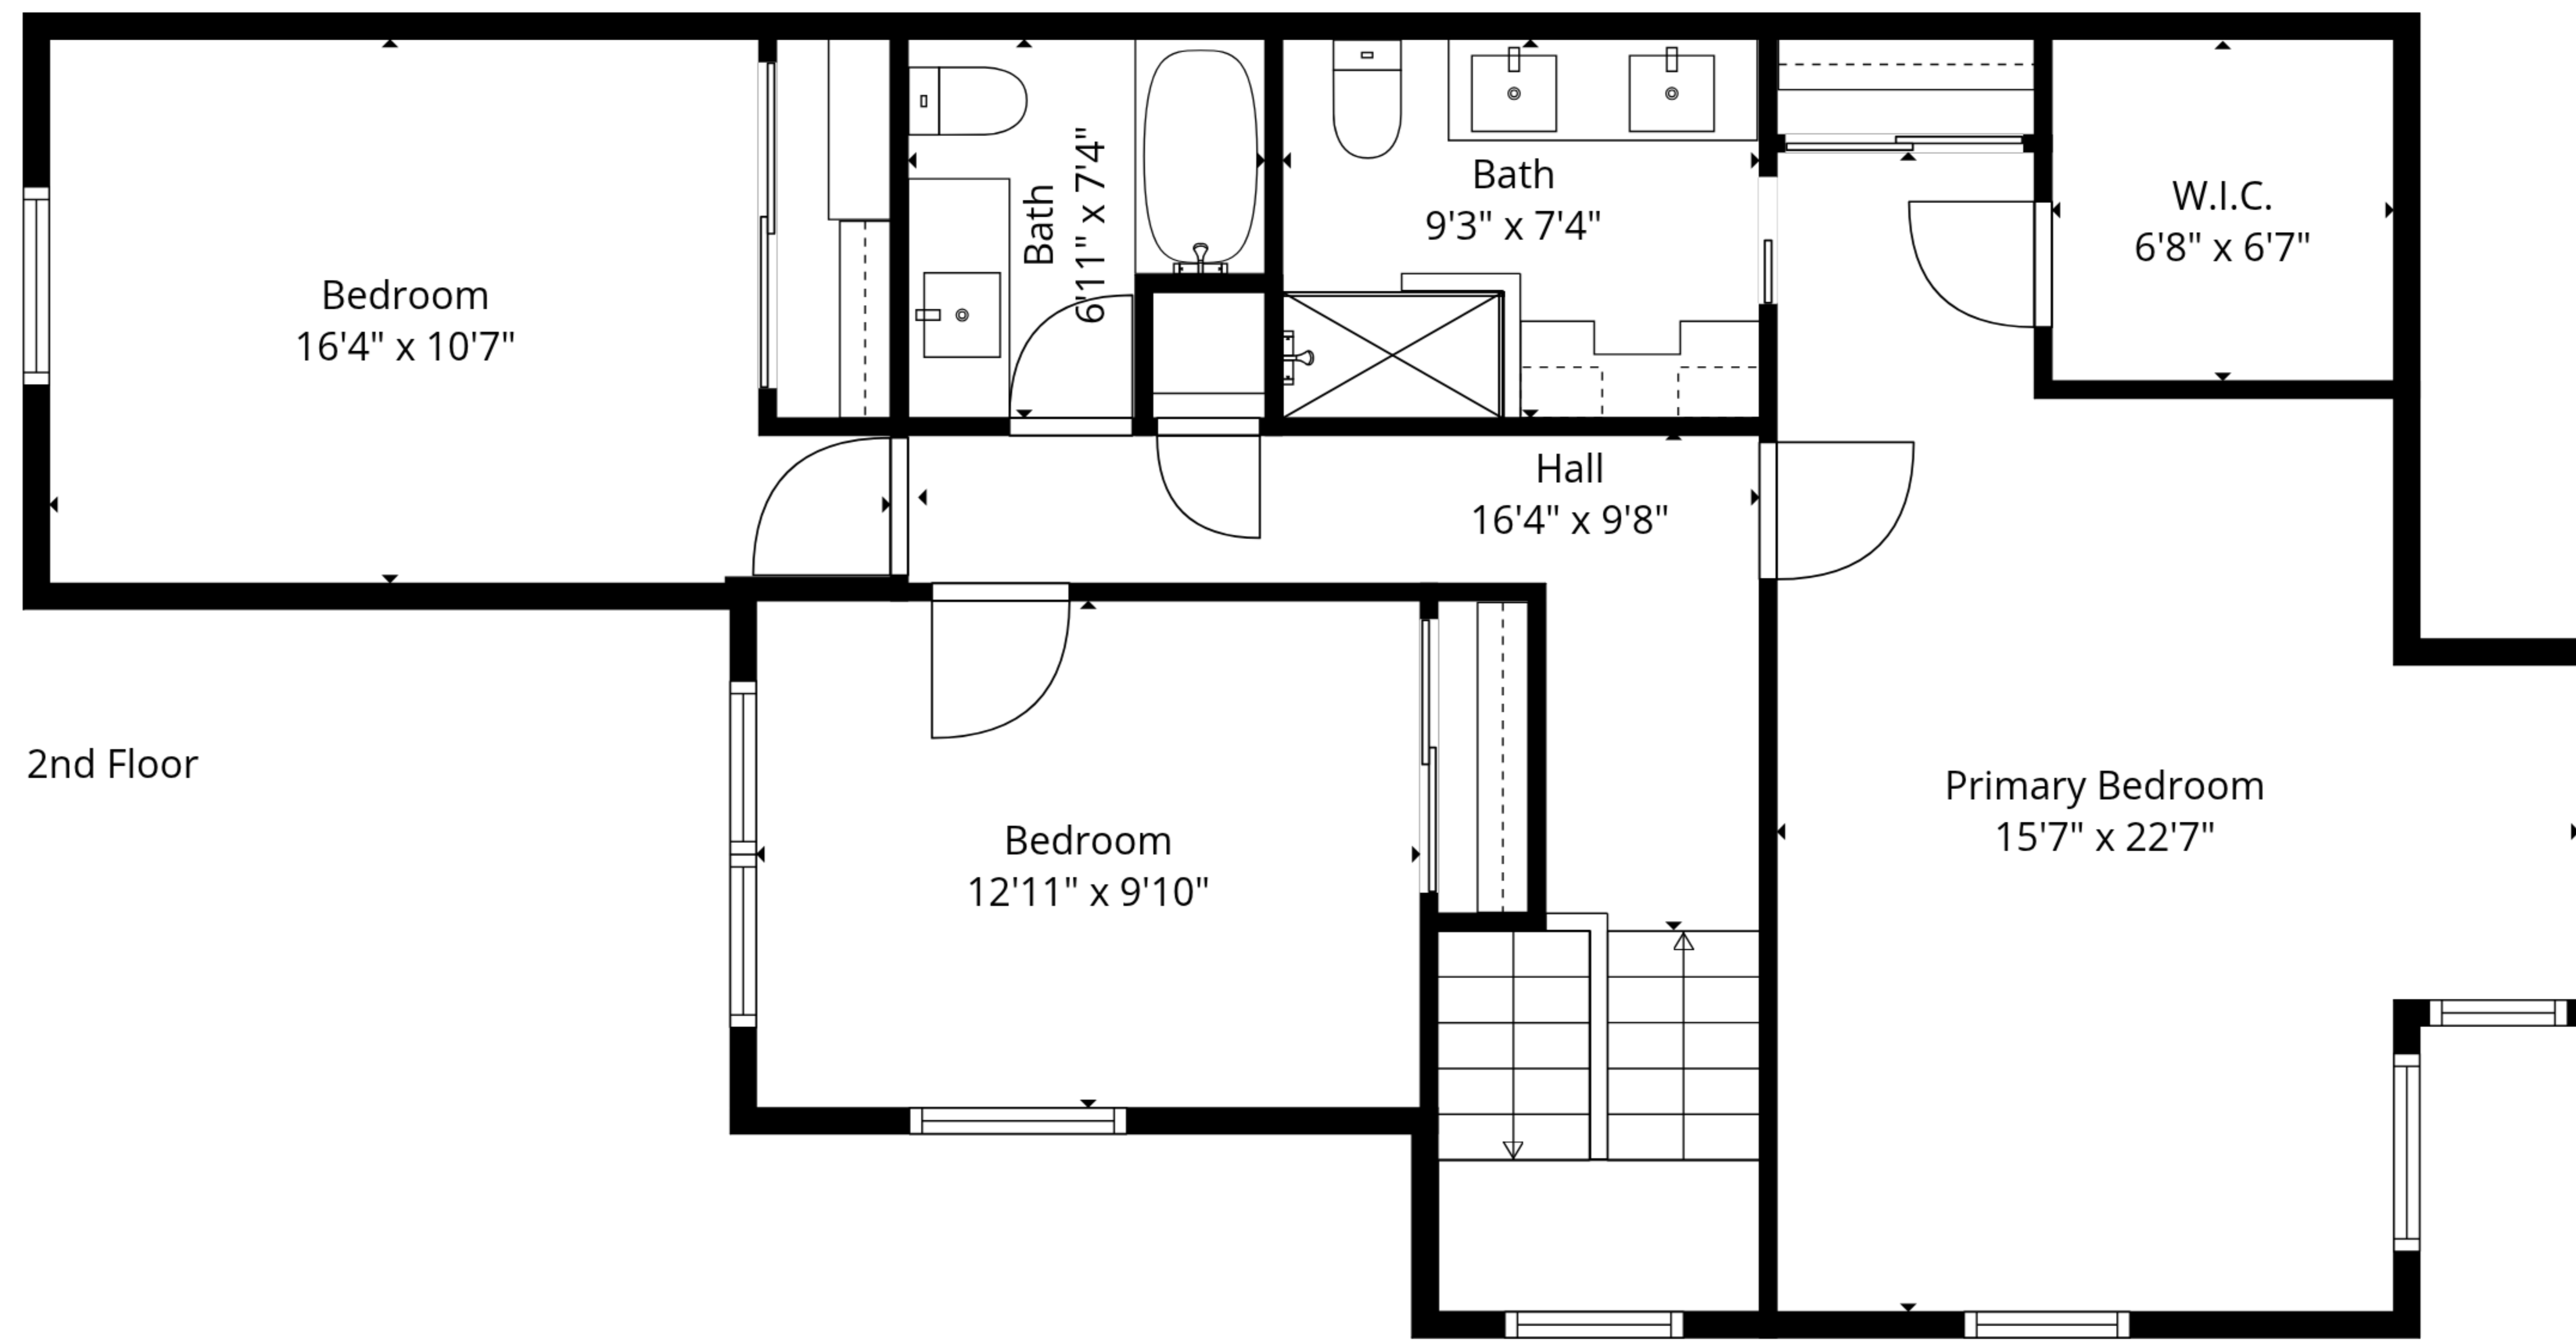 Bedroom
16'4" x 10'7"
Bath
6'11" x 7'4"
Bath
9'3" x 7'4"
W.I.C.
6'8" x 6'7"
Hall
16'4" x 9'8"
2nd Floor
Bedroom
12'11" x 9'10"
Primary Bedroom
15'7" x 22'7"